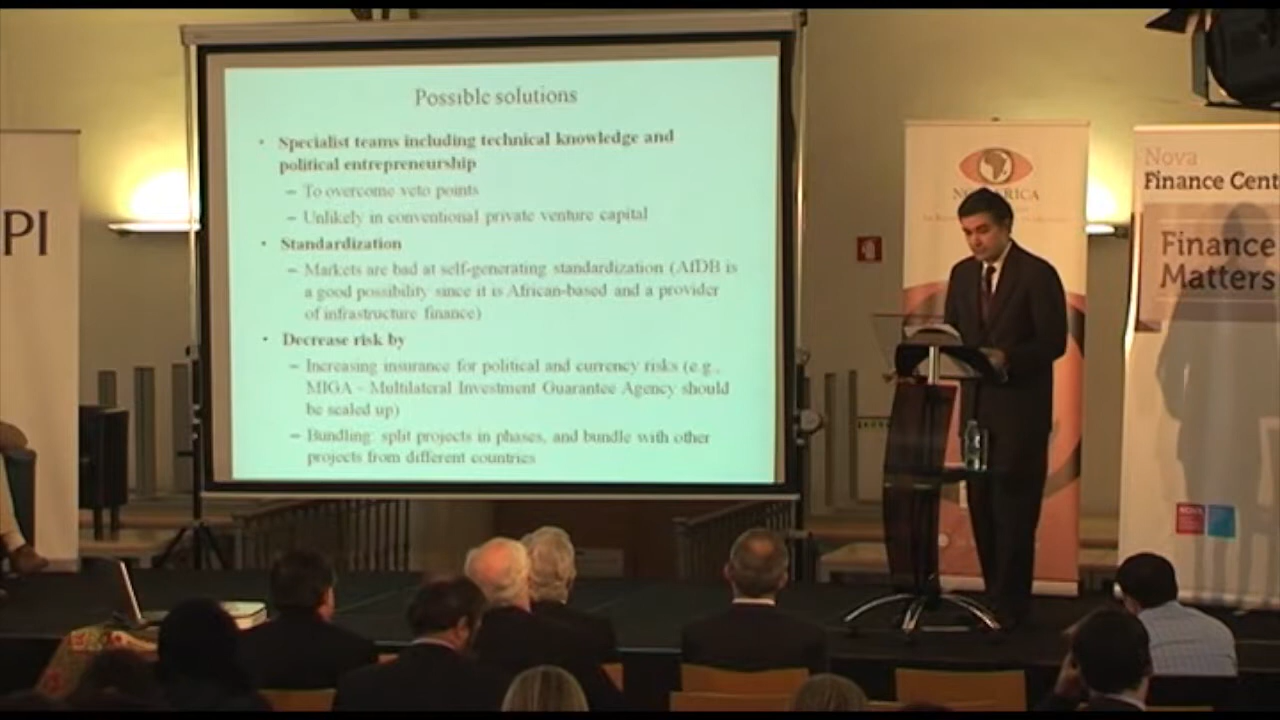 Possible solutions
• Specialist teams including technical knowledge and
political entrepreneurship
– To overcome veto points
– Unlikely in conventional private venture capital
• Standardization
– Markets are bad at self-generating standardization (AfDB is
a good possibility since it is African-based and a provider
of infrastructure finance)
• Decrease risk by
– Increasing insurance for political and currency risks (e.g.,
MIGA - Multilateral Investment Guarantee Agency should
be scaled up)
– Bundling: split projects in phases, and bundle with other
projects from different countries
PI
Nova
Finance Cent
Finance
Matters
NOVA